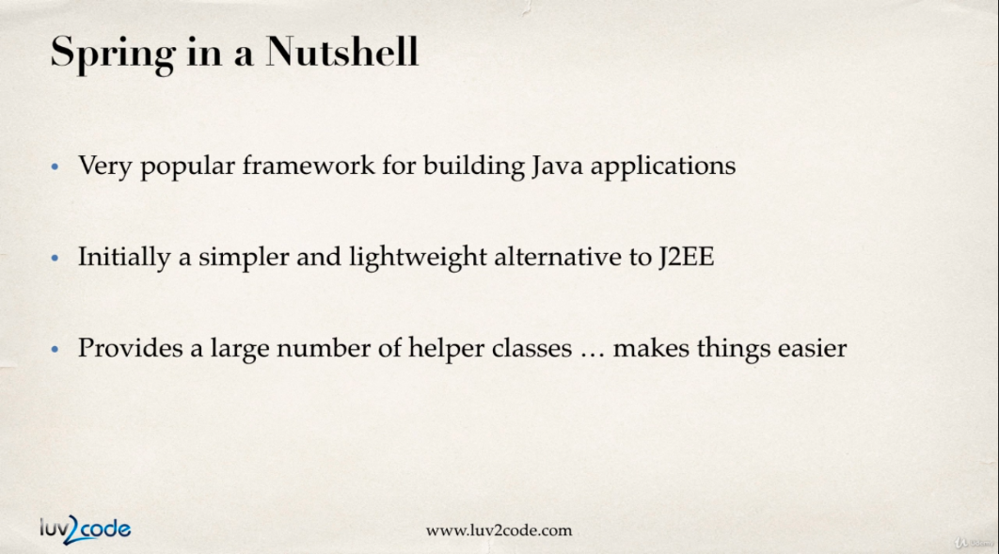 Spring in a Nutshell
• Very popular framework for building Java applications
• Initially a simpler and lightweight alternative to J2EE
• Provides a large number of helper classes … makes things easier
luv2code
www.luv2code.com
Udemy